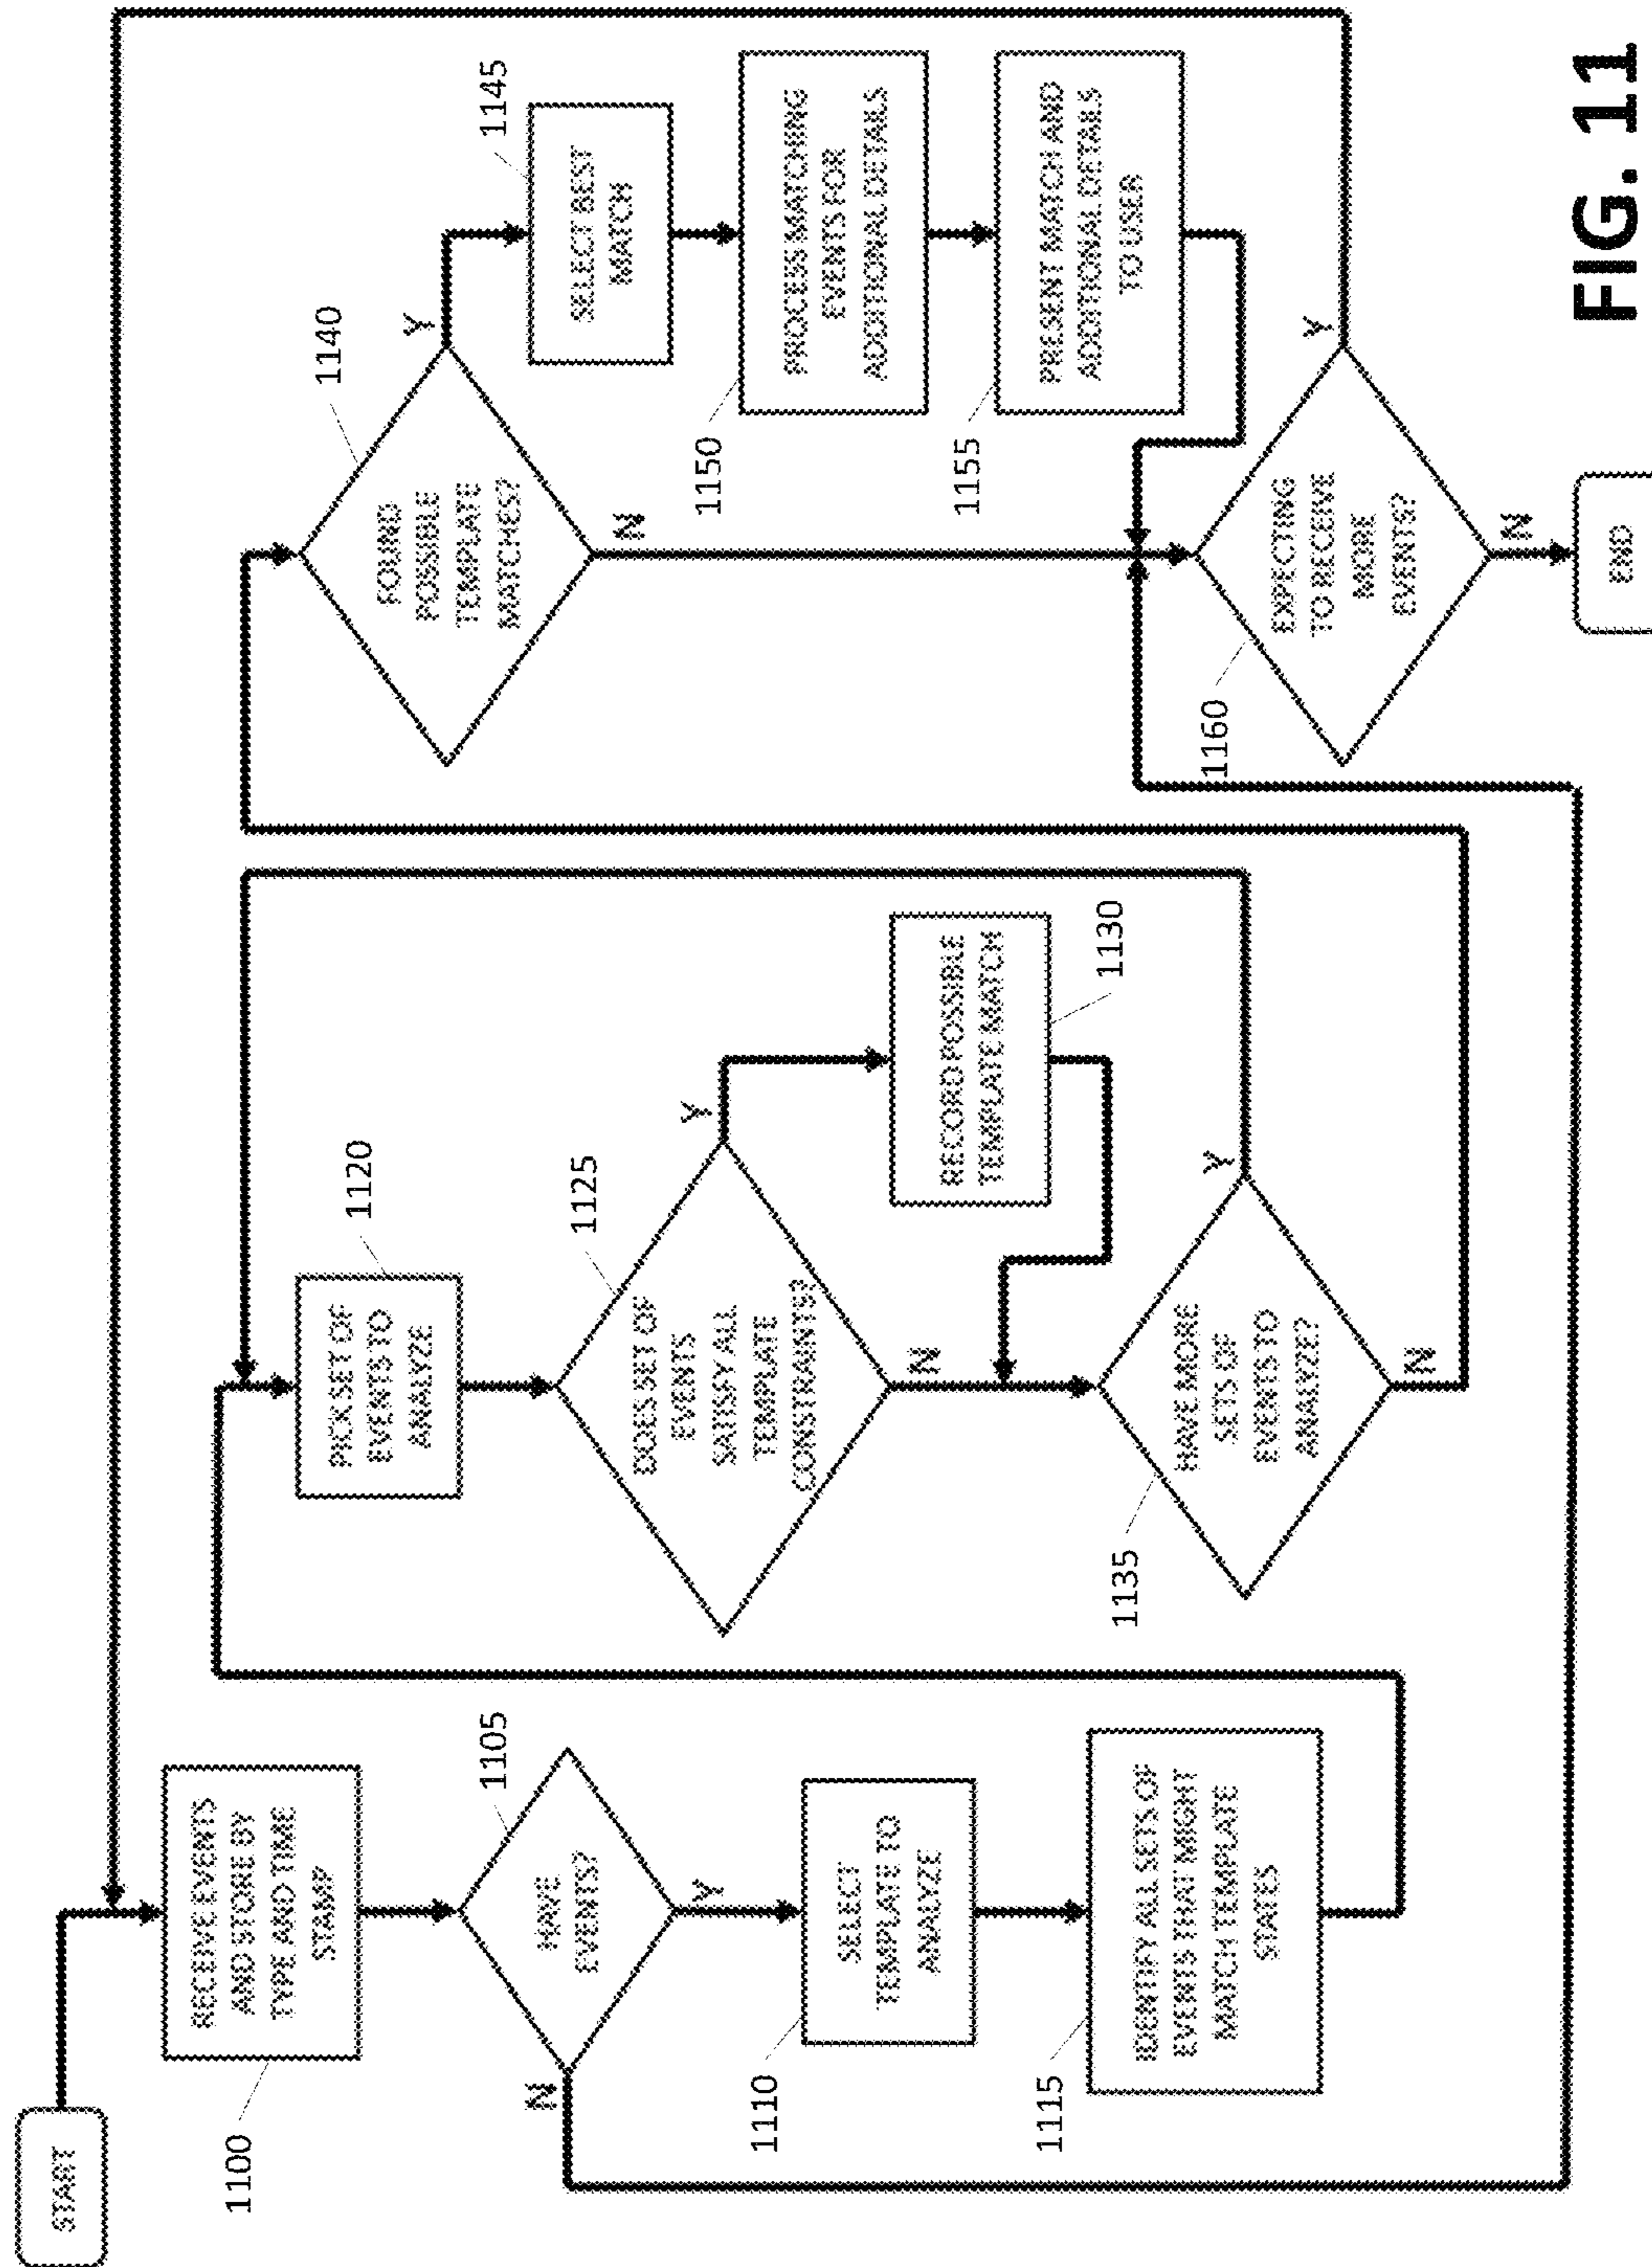 START
1100
RECEIVE EVENTS
AND STORE BY
TYPE AND TIME
STAMP
1105
HAVE
EVENTS?
N
Y
1110
SELECT
TEMPLATE TO
ANALYZE
1115
IDENTIFY ALL SETS OF
EVENTS THAT MIGHT
MATCH TEMPLATE
STATES
1120
PICK SET OF
EVENTS TO
ANALYZE
1125
DOES SET OF
EVENTS
SATISFY ALL
TEMPLATE
CONSTRAINTS?
Y
N
1130
RECORD POSSIBLE
TEMPLATE MATCH
1135
HAVE MORE
SETS OF
EVENTS TO
ANALYZE?
Y
N
1140
FOUND
POSSIBLE
TEMPLATE
MATCHES?
Y
N
1145
SELECT BEST
MATCH
1150
PROCESS MATCHING
EVENTS FOR
ADDITIONAL DETAILS
1155
PRESENT MATCH AND
ADDITIONAL DETAILS
TO USER
1160
EXPECTING
TO RECEIVE
MORE
EVENTS?
Y
N
END
FIG. 11